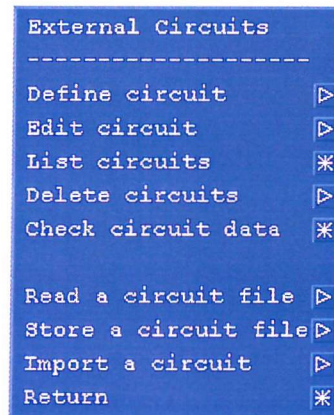 External Circuits
--------------------
Define circuit ▷
Edit circuit ▷
List circuits *
Delete circuits ▷
Check circuit data *
Read a circuit file ▷
Store a circuit file ▷
Import a circuit ▷
Return *